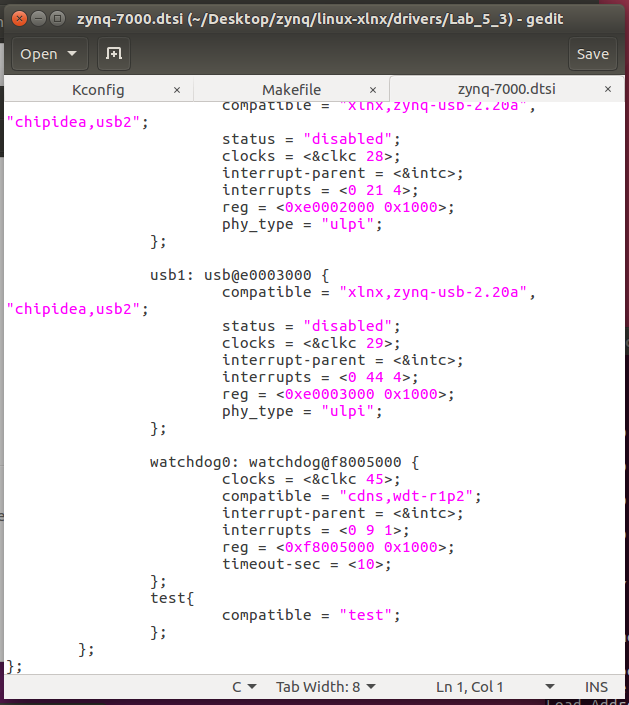 zynq-7000.dtsi (~/Desktop/zynq/linux-xlnx/drivers/Lab_5_3) - gedit
Open Save
Kconfig × Makefile × zynq-7000.dtsi ×
compatible = "xlnx,zynq-usb-2.20a",
"chipidea,usb2";
status = "disabled";
clocks = <&clkc 28>;
interrupt-parent = <&intc>;
interrupts = <0 21 4>;
reg = <0xe0002000 0x1000>;
phy_type = "ulpi";
};
usb1: usb@e0003000 {
compatible = "xlnx,zynq-usb-2.20a",
"chipidea,usb2";
status = "disabled";
clocks = <&clkc 29>;
interrupt-parent = <&intc>;
interrupts = <0 44 4>;
reg = <0xe0003000 0x1000>;
phy_type = "ulpi";
};
watchdog0: watchdog@f8005000 {
clocks = <&clkc 45>;
compatible = "cdns,wdt-r1p2";
interrupt-parent = <&intc>;
interrupts = <0 9 1>;
reg = <0xf8005000 0x1000>;
timeout-sec = <10>;
};
test{
compatible = "test";
};
};
};
C Tab Width: 8 Ln 1, Col 1 INS